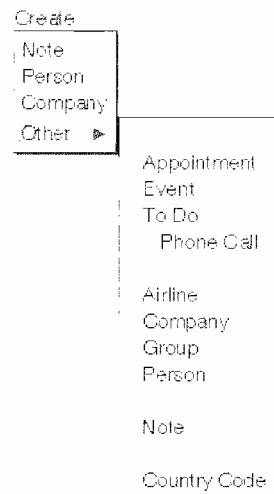 Create
Note
Person
Company
Other
Appointment
Event
To Do
Phone Call
Airline
Company
Group
Person
Note
Country Code